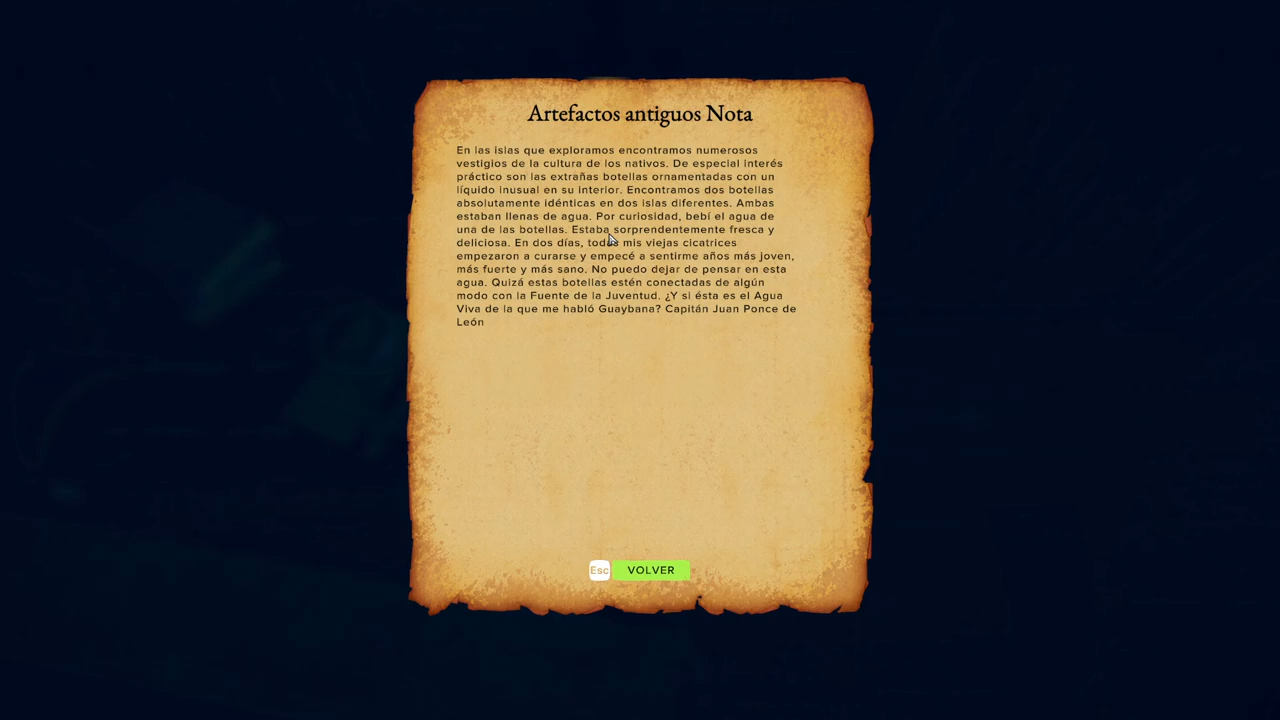 Artefactos antiguos Nota
En las islas que exploramos encontramos numerosos
vestigios de la cultura de los nativos. De especial interés
práctico son las extrañas botellas ornamentadas con un
líquido inusual en su interior. Encontramos dos botellas
absolutamente idénticas en dos islas diferentes. Ambas
estaban llenas de agua. Por curiosidad, bebí el agua de
una de las botellas. Estaba sorprendentemente fresca y
deliciosa. En dos días, todas mis viejas cicatrices
empezaron a curarse y empecé a sentirme años más joven,
más fuerte y más sano. No puedo dejar de pensar en esta
agua. Quizá estas botellas estén conectadas de algún
modo con la Fuente de la Juventud. ¿Y si ésta es el Agua
Viva de la que me habló Guaybana? Capitán Juan Ponce de
León
Esc VOLVER